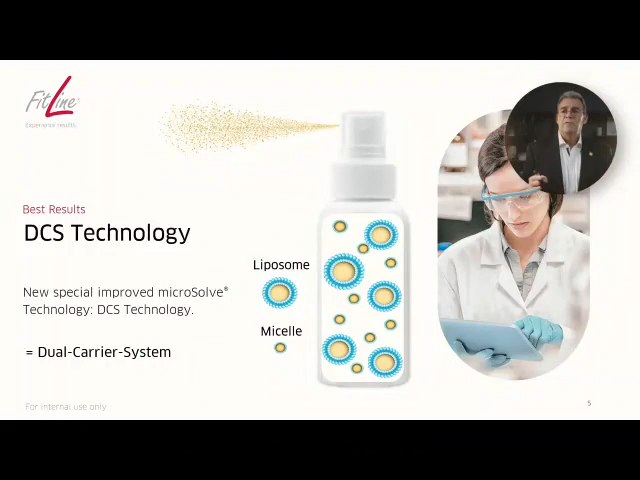 FitLine
Experience results.
Best Results
DCS Technology
New special improved microSolve®
Technology: DCS Technology.
= Dual-Carrier-System
Liposome
Micelle
For internal use only
5